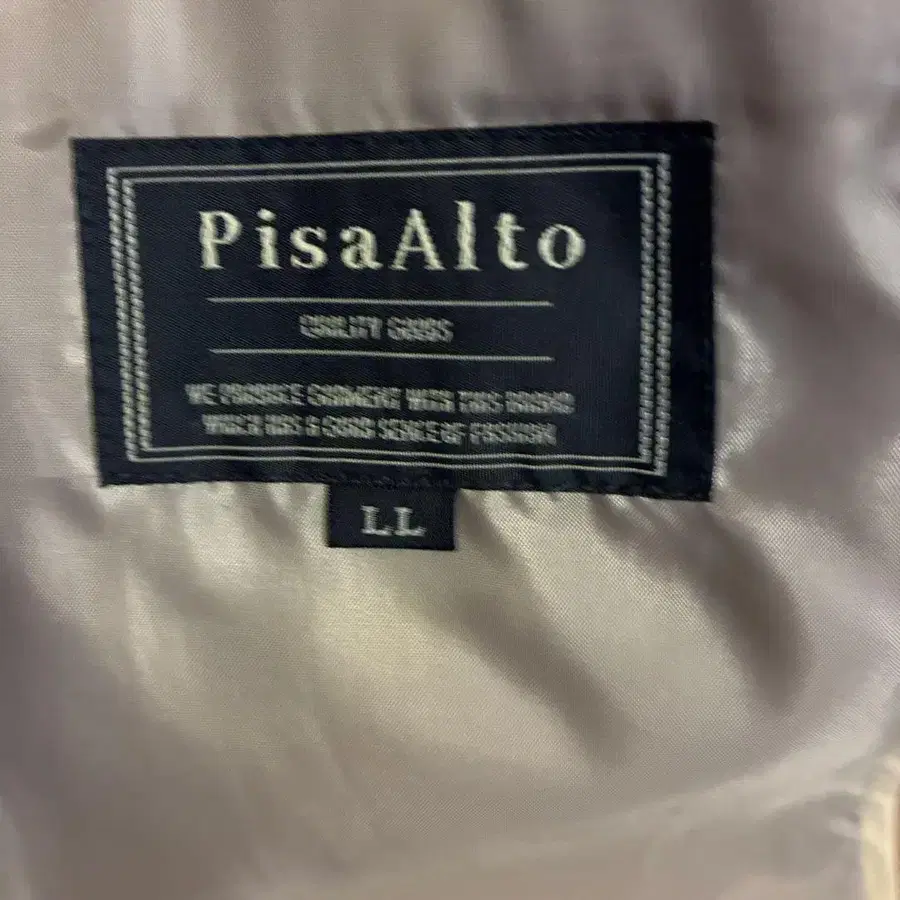 PisaAlto
QUALITY GOODS
WE PRODUCE GARMENT WITH THIS BRAND
WHICH HAS A GOOD SENCE OF FASHION
LL